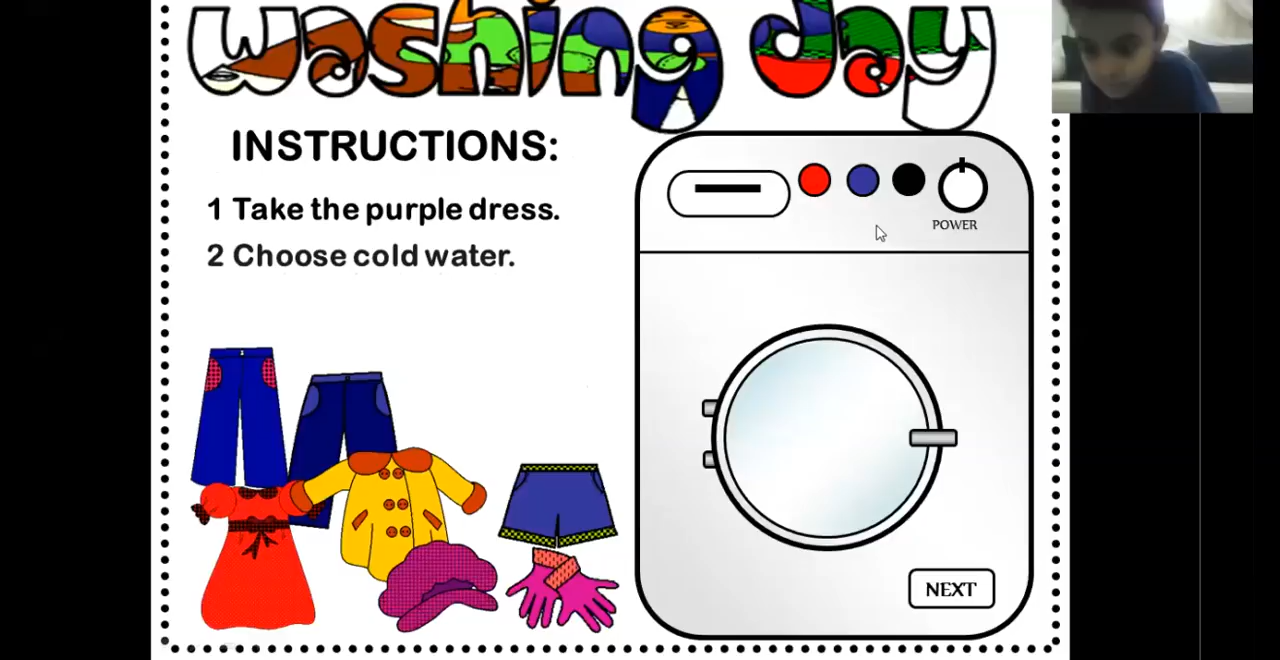 washing day
INSTRUCTIONS:
1 Take the purple dress.
2 Choose cold water.
POWER
NEXT